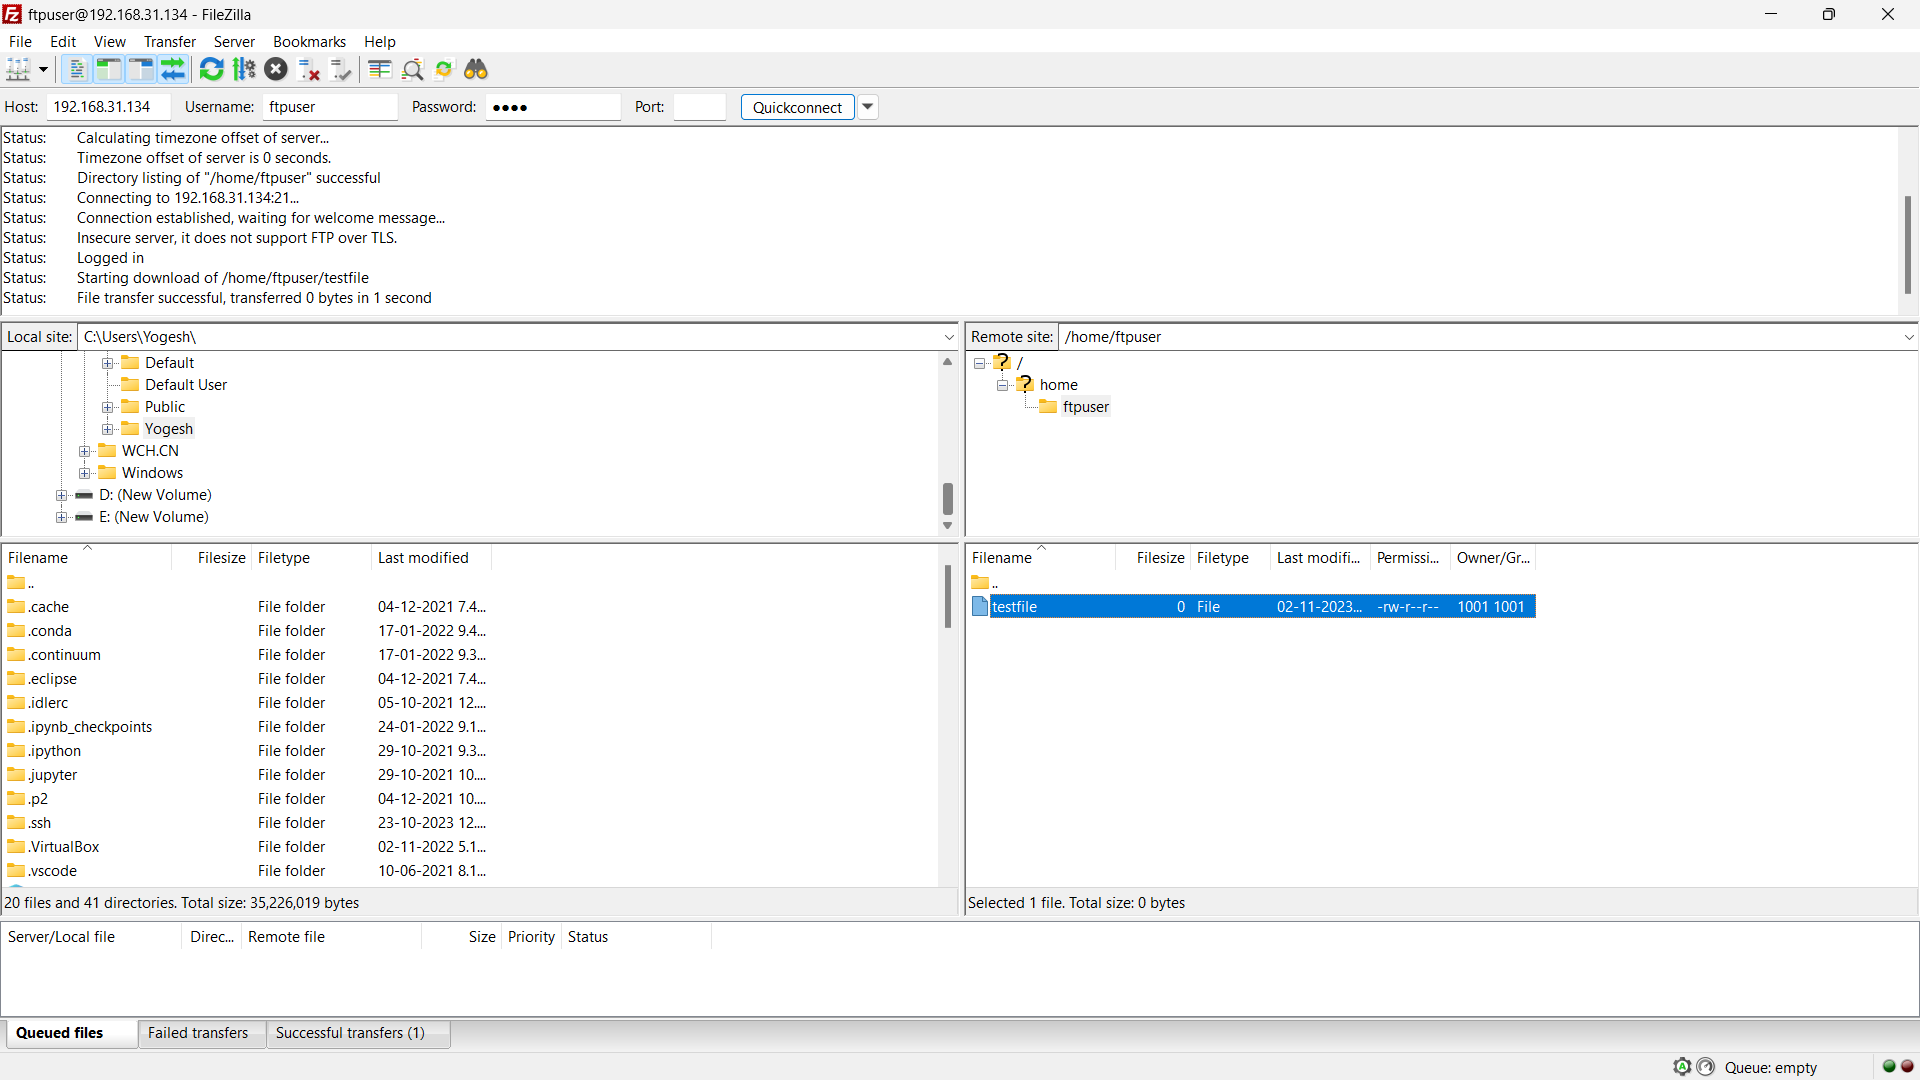 ftpuser@192.168.31.134 - FileZilla
File Edit View Transfer Server Bookmarks Help
Host: 192.168.31.134 Username: ftpuser Password: ●●●● Port: Quickconnect
Status: Calculating timezone offset of server...
Status: Timezone offset of server is 0 seconds.
Status: Directory listing of "/home/ftpuser" successful
Status: Connecting to 192.168.31.134:21...
Status: Connection established, waiting for welcome message...
Status: Insecure server, it does not support FTP over TLS.
Status: Logged in
Status: Starting download of /home/ftpuser/testfile
Status: File transfer successful, transferred 0 bytes in 1 second
Local site: C:\Users\Yogesh\
Default
Default User
Public
Yogesh
WCH.CN
Windows
D: (New Volume)
E: (New Volume)
Remote site: /home/ftpuser
/
home
ftpuser
Filename Filesize Filetype Last modified
..
.cache File folder 04-12-2021 7.4...
.conda File folder 17-01-2022 9.4...
.continuum File folder 17-01-2022 9.3...
.eclipse File folder 04-12-2021 7.4...
.idlerc File folder 05-10-2021 12....
.ipynb_checkpoints File folder 24-01-2022 9.1...
.ipython File folder 29-10-2021 9.3...
.jupyter File folder 29-10-2021 10....
.p2 File folder 04-12-2021 10....
.ssh File folder 23-10-2023 12....
.VirtualBox File folder 02-11-2022 5.1...
.vscode File folder 10-06-2021 8.1...
20 files and 41 directories. Total size: 35,226,019 bytes
Filename Filesize Filetype Last modifi... Permissi... Owner/Gr...
..
testfile 0 File 02-11-2023... -rw-r--r-- 1001 1001
Selected 1 file. Total size: 0 bytes
Server/Local file Direc... Remote file Size Priority Status
Queued files Failed transfers Successful transfers (1)
Queue: empty